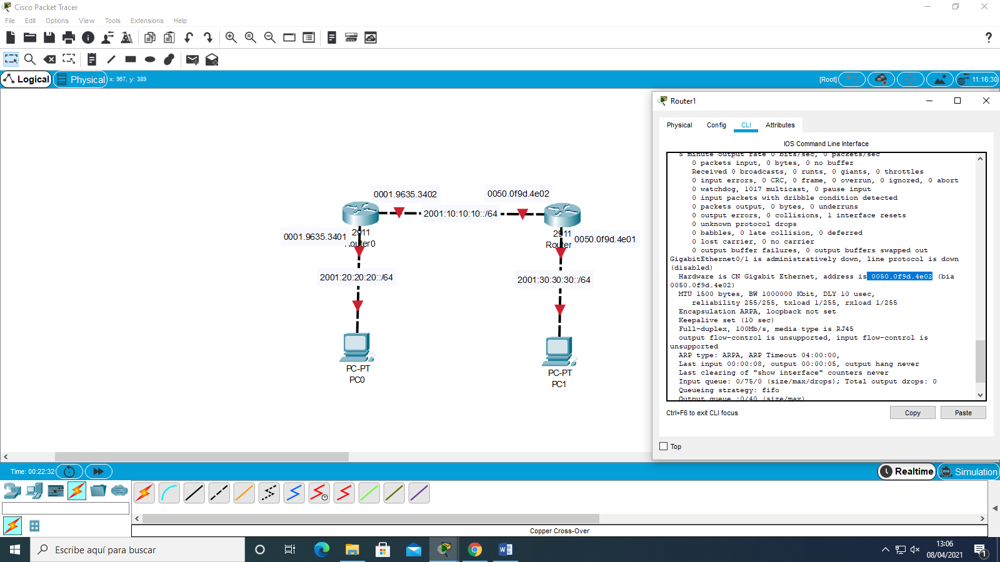 Cisco Packet Tracer
File Edit Options View Tools Extensions Help
Logical
Physical
x: 967, y: 389
[Root]
11:16:30
0001.9635.3402
0050.0f9d.4e02
2001:10:10:10::/64
2911
0001.9635.3401
2911
Router
0050.0f9d.4e01
2001:20:20:20::/64
2001:30:30:30::/64
PC-PT
PC0
PC-PT
PC1
Router1
Physical Config CLI Attributes
IOS Command Line Interface
5 minute output rate 0 bits/sec, 0 packets/sec
0 packets input, 0 bytes, 0 no buffer
Received 0 broadcasts, 0 runts, 0 giants, 0 throttles
0 input errors, 0 CRC, 0 frame, 0 overrun, 0 ignored, 0 abort
0 watchdog, 1017 multicast, 0 pause input
0 input packets with dribble condition detected
0 packets output, 0 bytes, 0 underruns
0 output errors, 0 collisions, 1 interface resets
0 unknown protocol drops
0 babbles, 0 late collision, 0 deferred
0 lost carrier, 0 no carrier
0 output buffer failures, 0 output buffers swapped out
GigabitEthernet0/1 is administratively down, line protocol is down
(disabled)
Hardware is CN Gigabit Ethernet, address is 0050.0f9d.4e02 (bia
0050.0f9d.4e02)
MTU 1500 bytes, BW 1000000 Kbit, DLY 10 usec,
reliability 255/255, txload 1/255, rxload 1/255
Encapsulation ARPA, loopback not set
Keepalive set (10 sec)
Full-duplex, 100Mb/s, media type is RJ45
output flow-control is unsupported, input flow-control is
unsupported
ARP type: ARPA, ARP Timeout 04:00:00,
Last input 00:00:08, output 00:00:05, output hang never
Last clearing of "show interface" counters never
Input queue: 0/75/0 (size/max/drops); Total output drops: 0
Queueing strategy: fifo
Output queue :0/40 (size/max)
Ctrl+F6 to exit CLI focus
Copy
Paste
Top
Time: 00:22:32
Realtime
Simulation
Copper Cross-Over
Escribe aquí para buscar
13:06
08/04/2021
1